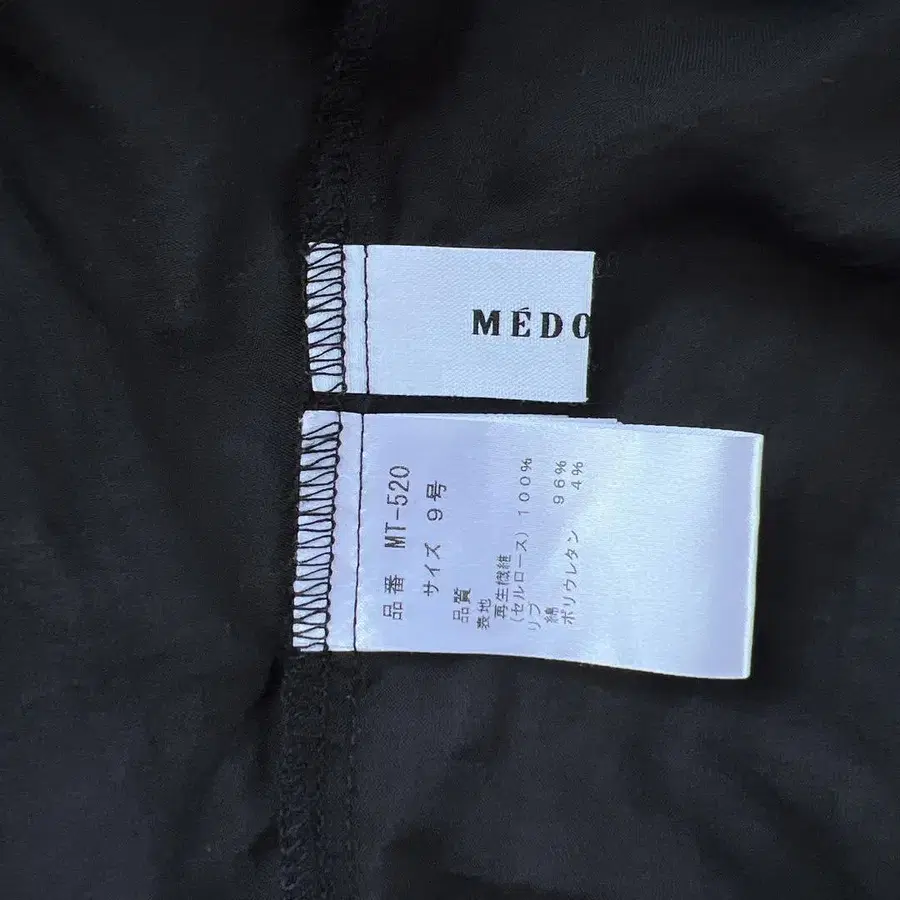 MÉDO
品番 MT-520
サイズ 9号
品質
表地
再生繊維
(セルロース) 100%
リブ
綿 96%
ポリウレタン 4%